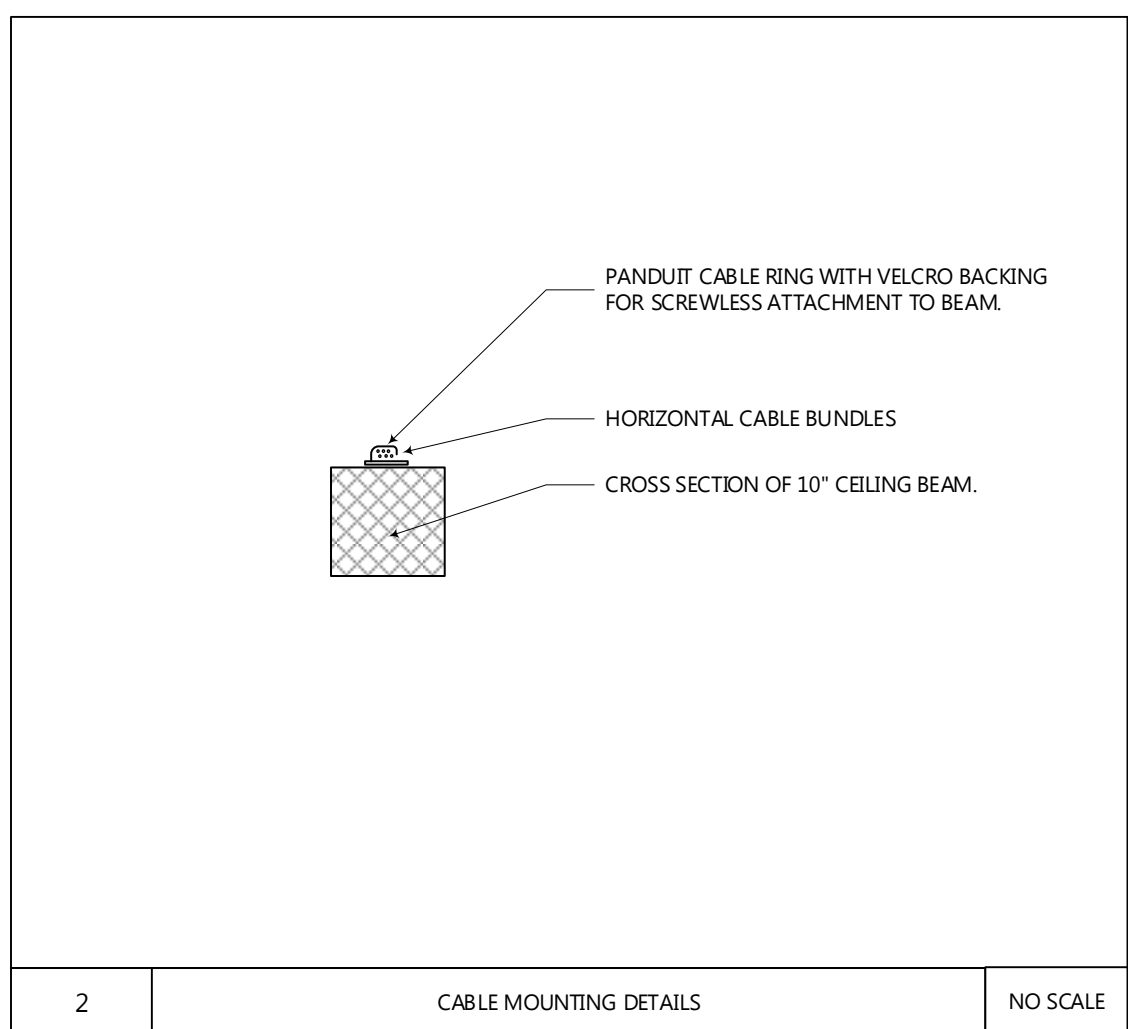 PANDUIT CABLE RING WITH VELCRO BACKING
FOR SCREWLESS ATTACHMENT TO BEAM.
HORIZONTAL CABLE BUNDLES
CROSS SECTION OF 10" CEILING BEAM.
2
CABLE MOUNTING DETAILS
NO SCALE